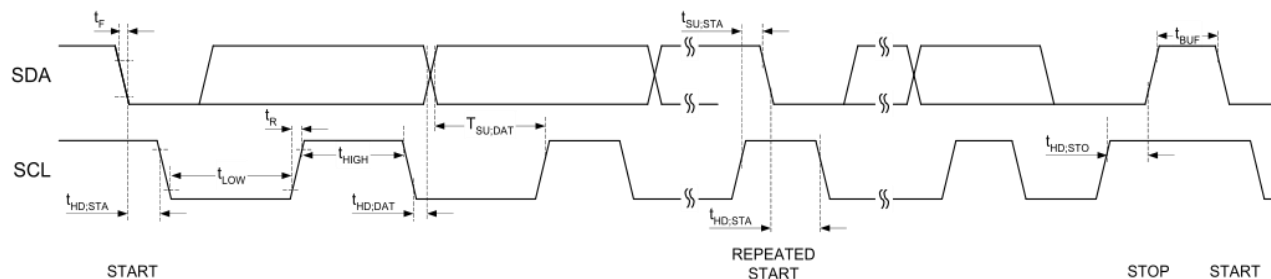 tF
tSU;STA
tBUF
SDA
tR
TSU;DAT
tHIGH
tHD;STO
SCL
tLOW
tHD;STA
tHD;DAT
tHD;STA
START
REPEATED
START
STOP
START